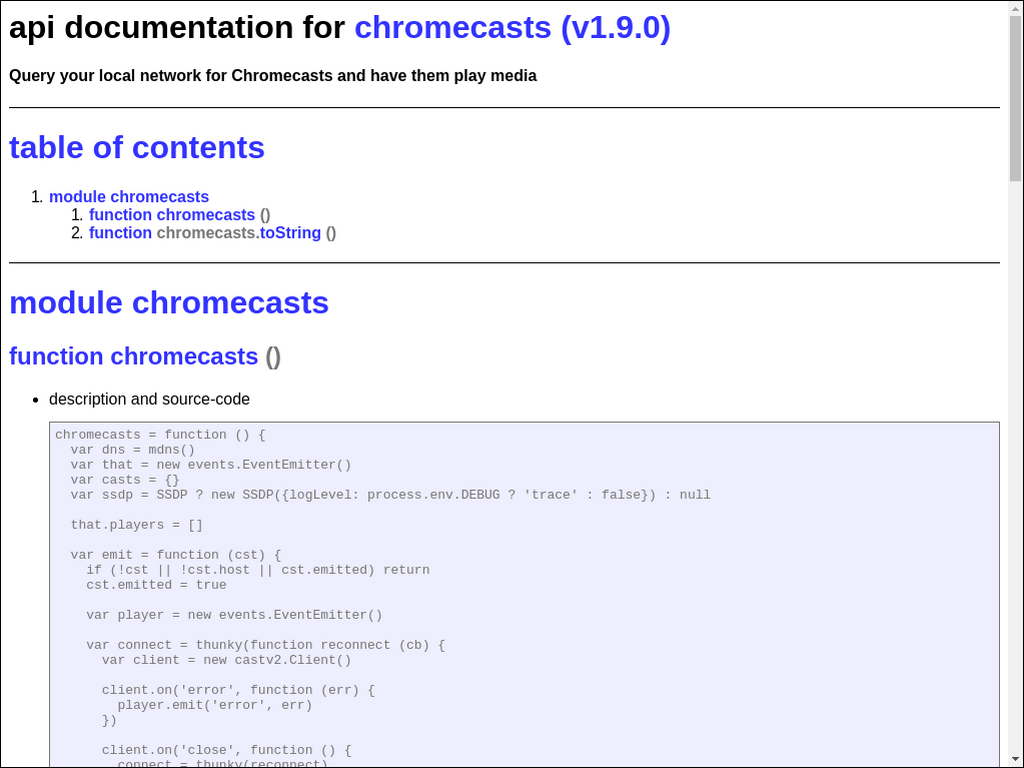 api documentation for chromecasts (v1.9.0)
Query your local network for Chromecasts and have them play media
table of contents
1. module chromecasts
1. function chromecasts ()
2. function chromecasts.toString ()
module chromecasts
function chromecasts ()
• description and source-code
chromecasts = function () {
  var dns = mdns()
  var that = new events.EventEmitter()
  var casts = {}
  var ssdp = SSDP ? new SSDP({logLevel: process.env.DEBUG ? 'trace' : false}) : null
  that.players = []
  var emit = function (cst) {
    if (!cst || !cst.host || cst.emitted) return
    cst.emitted = true
    var player = new events.EventEmitter()
    var connect = thunky(function reconnect (cb) {
      var client = new castv2.Client()
      client.on('error', function (err) {
        player.emit('error', err)
      })
      client.on('close', function () {
        connect = thunky(reconnect)